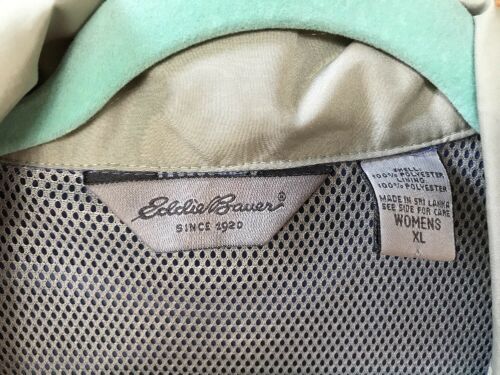 Eddie Bauer®
SINCE 1920
SHELL:
100% POLYESTER
LINING:
100% POLYESTER
MADE IN SRI LANKA
SEE SIDE FOR CARE
WOMENS
XL